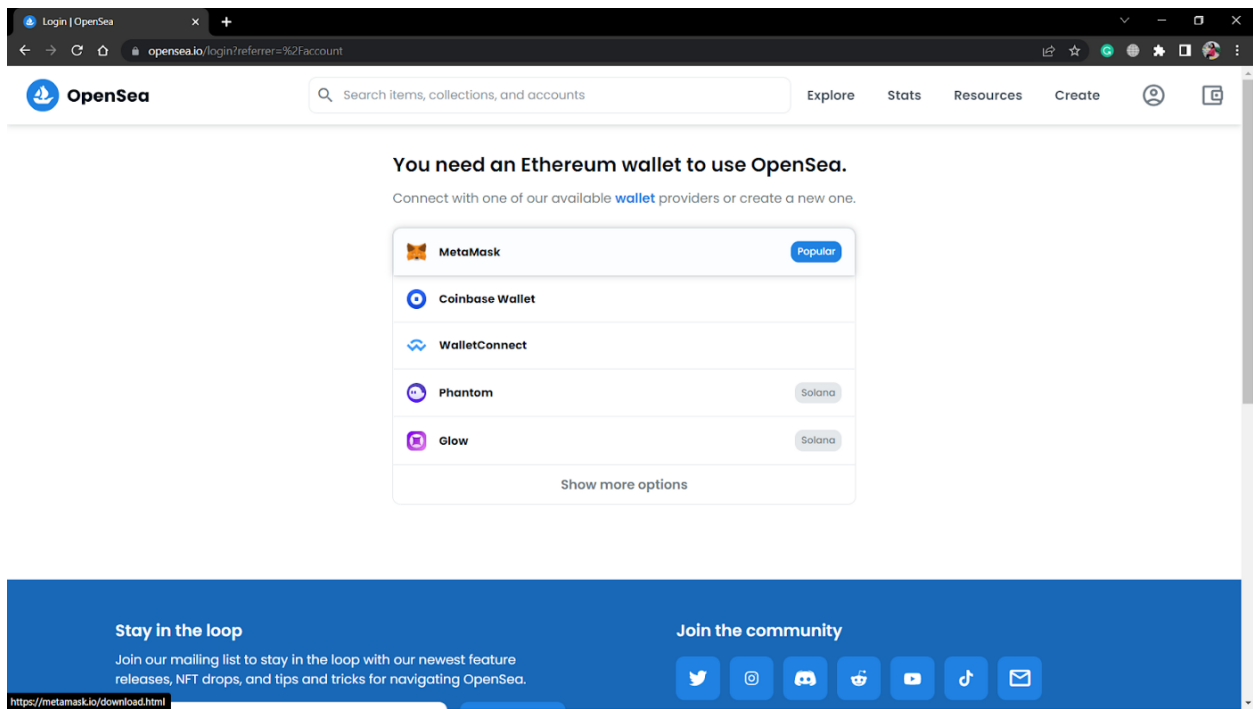 Login | OpenSea
opensea.io/login?referrer=%2Faccount
OpenSea
Search items, collections, and accounts
Explore
Stats
Resources
Create
You need an Ethereum wallet to use OpenSea.
Connect with one of our available wallet providers or create a new one.
MetaMask
Popular
Coinbase Wallet
WalletConnect
Phantom
Solana
Glow
Solana
Show more options
Stay in the loop
Join our mailing list to stay in the loop with our newest feature
releases, NFT drops, and tips and tricks for navigating OpenSea.
Join the community
https://metamask.io/download.html